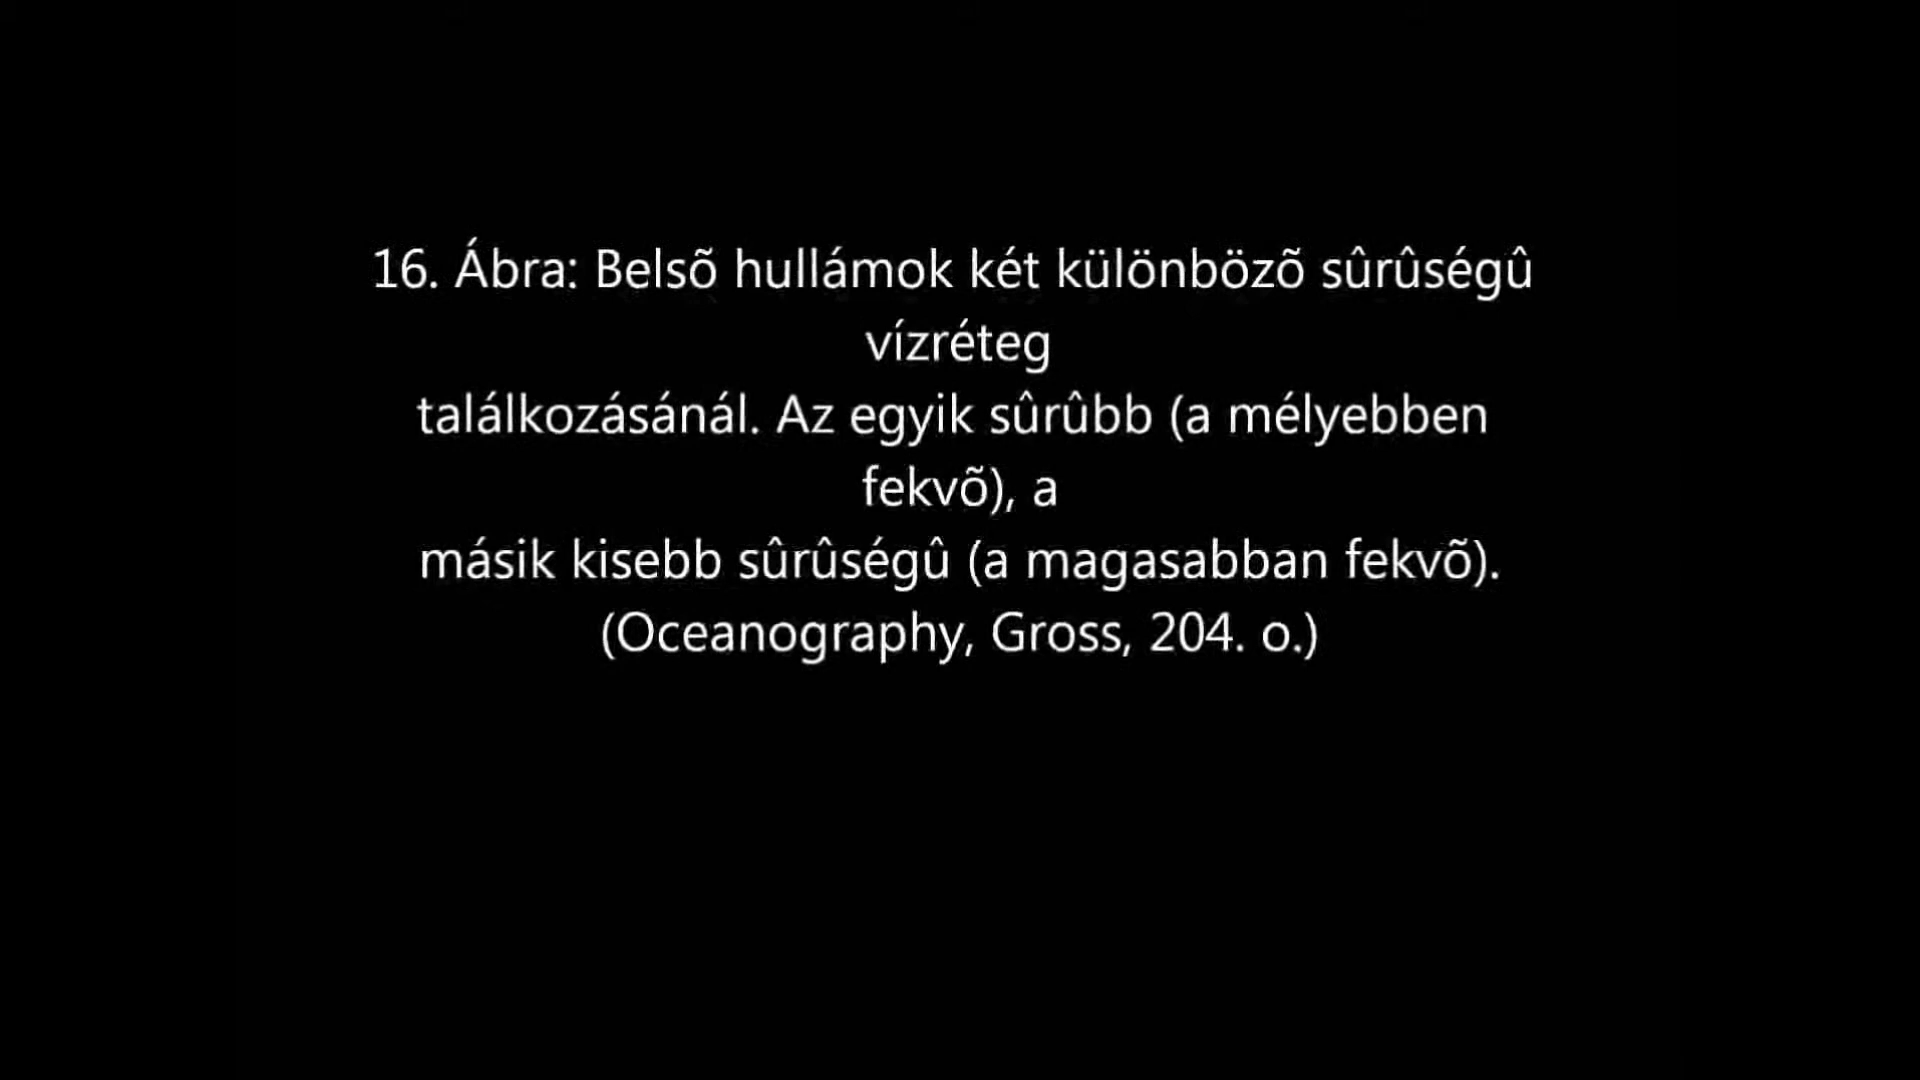 16. Ábra: Belsõ hullámok két különbözõ sûrûségû
vízréteg
találkozásánál. Az egyik sûrûbb (a mélyebben
fekvõ), a
másik kisebb sûrûségû (a magasabban fekvõ).
(Oceanography, Gross, 204. o.)